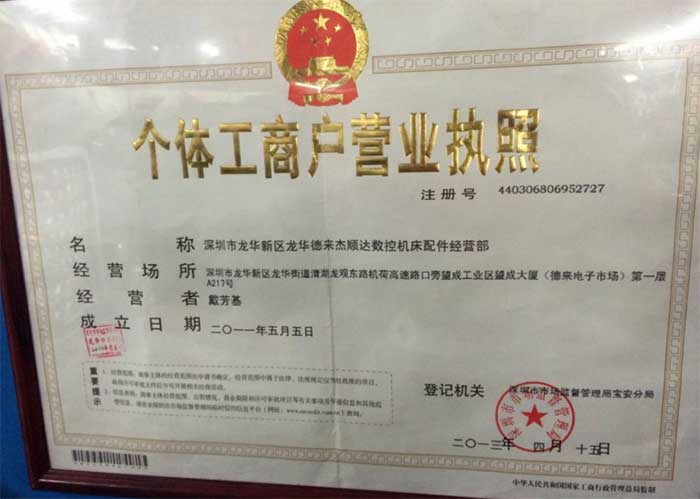 个体工商户营业执照
注册号 440306806952727
名称 深圳市龙华新区龙华德来杰顺达数控机床配件经营部
经营场所 深圳市龙华新区龙华街道清湖龙观东路机荷高速路口旁望成工业区望成大厦（德来电子市场）第一层
A217号
经营者 戴芳基
成立日期 二〇一一年五月五日
重要提示
登记机关 深圳市市场监督管理局宝安分局
二〇一三年 四月 十五日
中华人民共和国国家工商行政管理总局监制